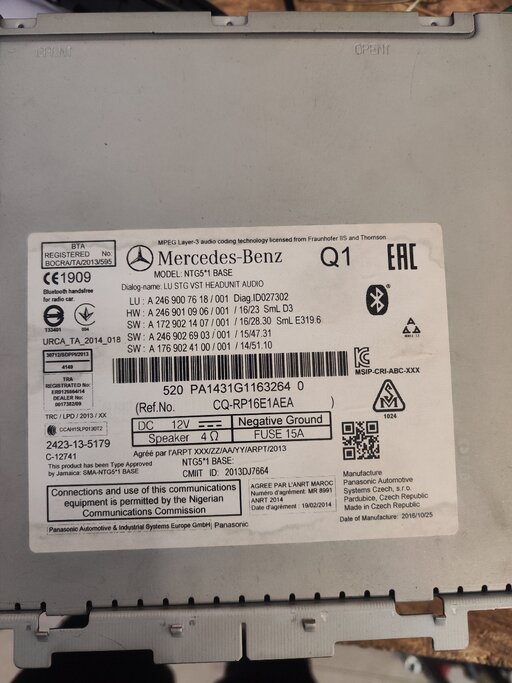 OPEN↑ OPEN↑
MPEG Layer-3 audio coding technology licensed from Fraunhofer IIS and Thomson.
BTA
REGISTERED No:
BOCRA/TA/2013/595
Mercedes-Benz Q1 EAC
MODEL: NTG5*1 BASE
CE1909
Dialog-name: LU STG VST HEADUNIT AUDIO
Bluetooth handsfree
for radio car.
LU : A 246 900 76 18 / 001 Diag.ID027302
HW : A 246 901 09 06 / 001 / 16/23 SmL D3
T33401 094
SW : A 172 902 14 07 / 001 / 16/28.30 SmL E319.6
URCA_TA_2014_018
SW : A 246 902 69 03 / 001 / 15/47.31
SW : A 176 902 41 00 / 001 / 14/51.10
30712/SDPPI/2013
4149
TRA
REGISTERED No:
ER0126664/14
DEALER No:
0017382/09
MSIP-CRI-ABC-XXX
520 PA1431G1163264 0
TRC / LPD / 2013 / XX
(Ref.No. CQ-RP16E1AEA )
1024
CCAH15LP0130T2
DC 12V Negative Ground
Speaker 4 Ω FUSE 15A
2423-13-5179
C-12741
Agréé par l'ARPT XXX/ZZ/AA/YY/ARPT/2013
NTG5*1 BASE:
This product has been Type Approved
by Jamaica: SMA-NTG5*1 BASE
CMIIT ID: 2013DJ7664
Connections and use of this communications
equipment is permitted by the Nigerian
Communications Commission
AGREE PAR L'ANRT MAROC
Numéro d'agrément: MR 8991
ANRT 2014
Date d'agrément: 19/02/2014
Manufacture
Panasonic Automotive
Systems Czech, s.r.o.
Pardubice, Czech Republic
Made in Czech Republic
Date of Manufacture: 2016/10/25
Panasonic Automotive & Industrial Systems Europe GmbH; Panasonic